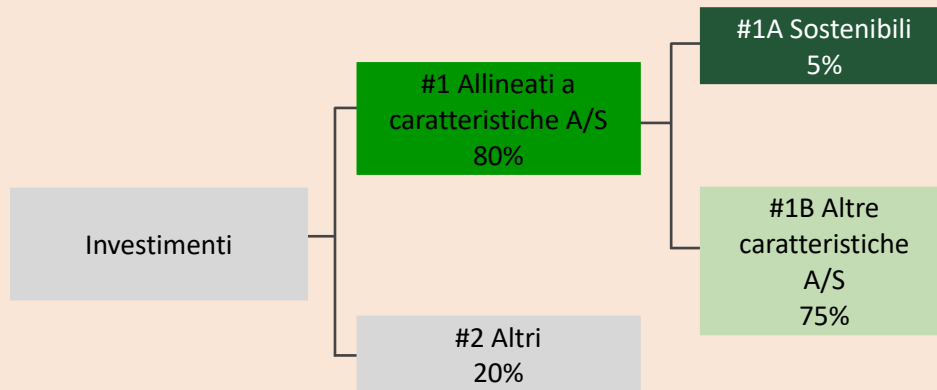 #1A Sostenibili
5%
#1 Allineati a
caratteristiche A/S
80%
#1B Altre
caratteristiche
A/S
75%
Investimenti
#2 Altri
20%